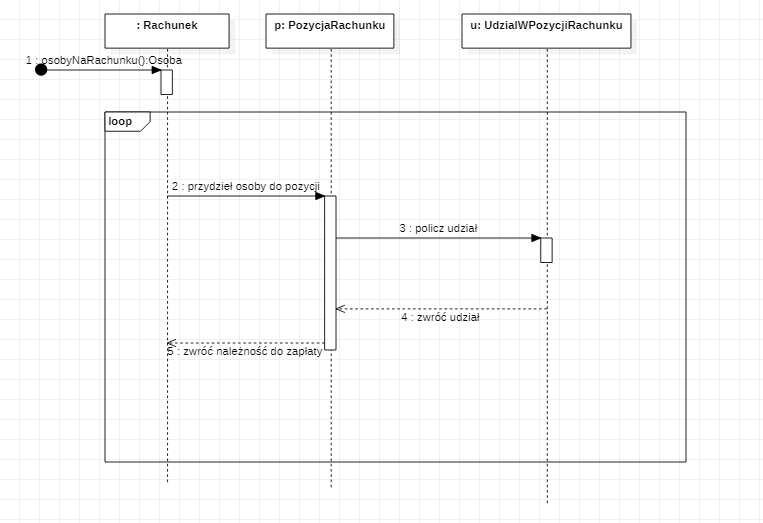 : Rachunek
p: PozycjaRachunku
u: UdzialWPozycjiRachunku
1 : osobyNaRachunku():Osoba
loop
2 : przydzieł osoby do pozycji
3 : policz udział
4 : zwróć udział
5 : zwróć należność do zapłaty